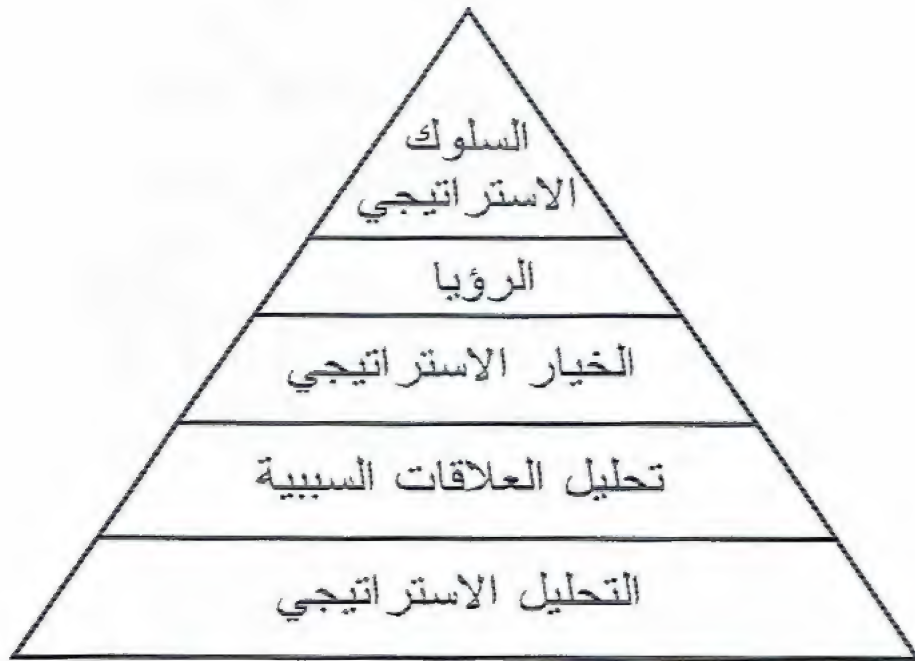 السلوك
الاستراتيجي
الرؤيا
الخيار الاستراتيجي
تحليل العلاقات السببية
التحليل الاستراتيجي